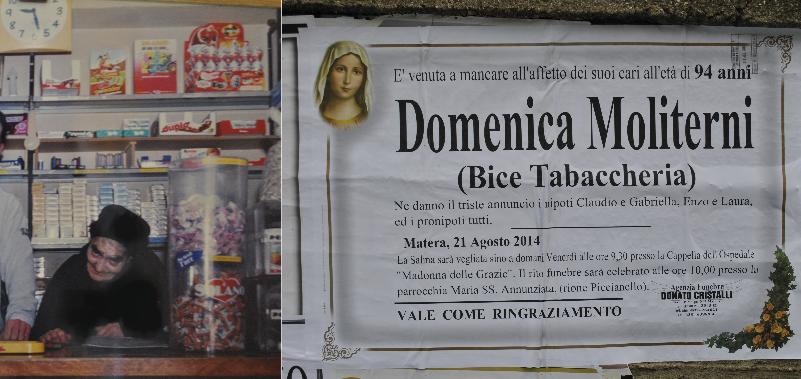 E' venuta a mancare all'affetto dei suoi cari all'età di 94 anni
Domenica Moliterni
(Bice Tabaccheria)
Ne danno il triste annuncio i nipoti Claudio e Gabriella, Enzo e Laura,
ed i pronipoti tutti.
Matera, 21 Agosto 2014
La Salma sarà vegliata sino a domani Venerdì alle ore 9,30 presso la Cappella dell'Ospedale
"Madonna delle Grazie". Il rito funebre sarà celebrato alle ore 10,00 presso la
parrocchia Maria SS. Annunziata, (rione Piccianello).
Agenzia Funebre
DONATO CRISTALLI
VALE COME RINGRAZIAMENTO